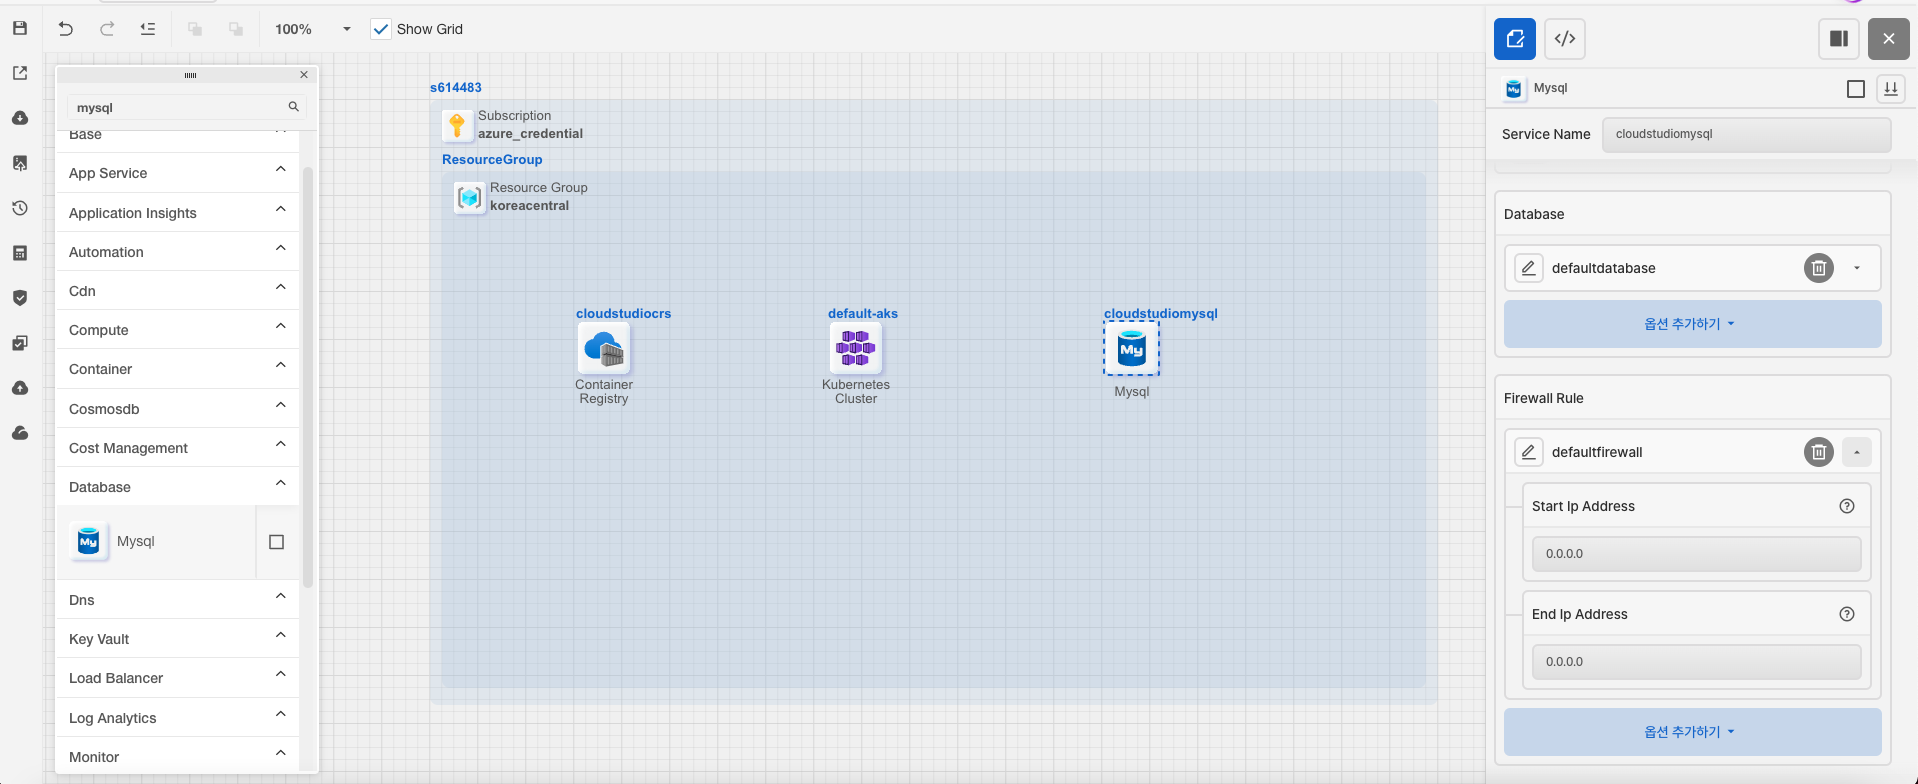 100%
Show Grid
mysql
Base
App Service
Application Insights
Automation
Cdn
Compute
Container
Cosmosdb
Cost Management
Database
My
Mysql
Dns
Key Vault
Load Balancer
Log Analytics
Monitor
s614483
Subscription
azure_credential
ResourceGroup
Resource Group
koreacentral
cloudstudiocrs
Container
Registry
default-aks
Kubernetes
Cluster
cloudstudiomysql
My
Mysql
My
Mysql
Service Name
cloudstudiomysql
Database
defaultdatabase
옵션 추가하기
Firewall Rule
defaultfirewall
Start Ip Address
0.0.0.0
End Ip Address
0.0.0.0
옵션 추가하기